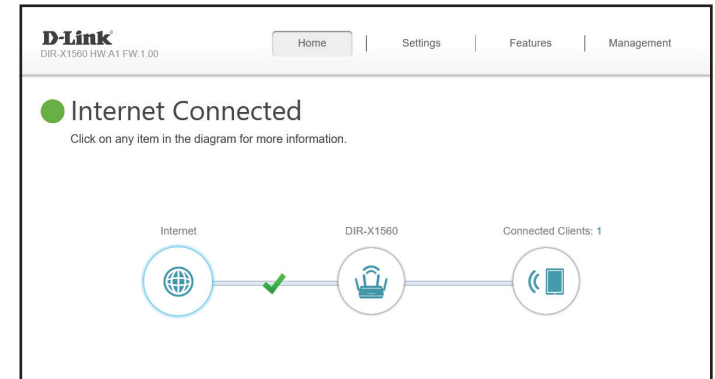 D-Link
DIR-X1560 HW:A1 FW:1.00
Home
Settings
Features
Management
Internet Connected
Click on any item in the diagram for more information.
Internet
DIR-X1560
Connected Clients: 1